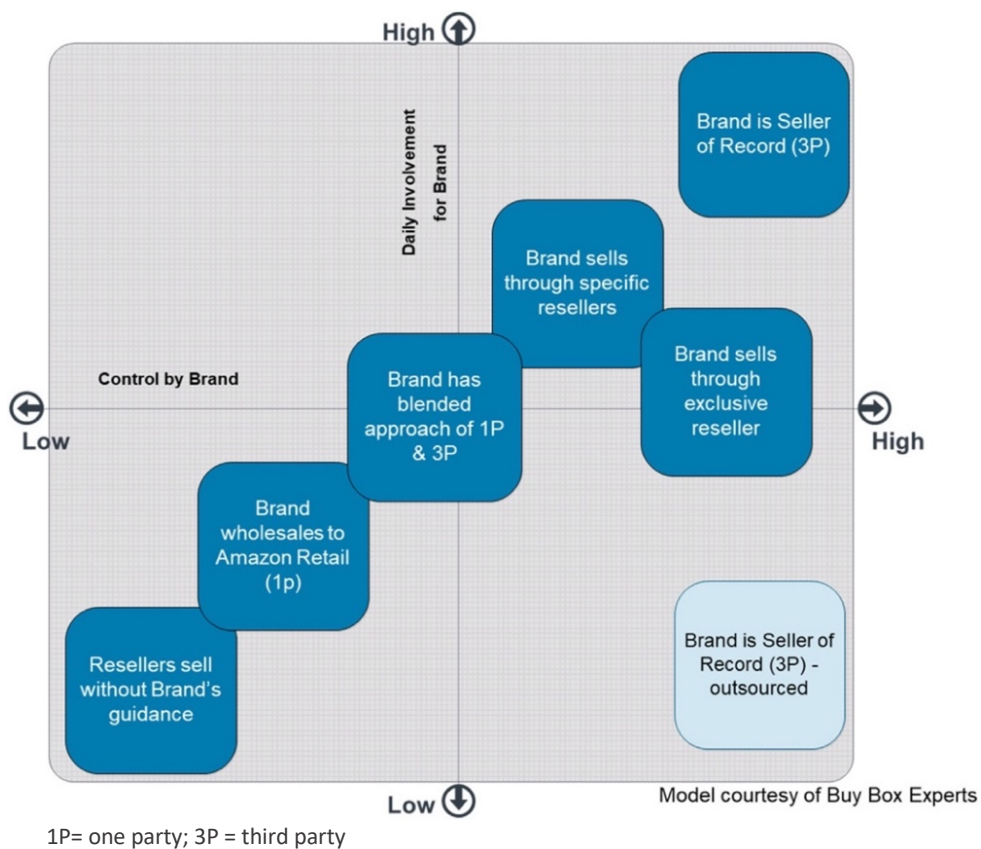 High
Daily Involvement
for Brand
Brand is Seller
of Record (3P)
Brand sells
through specific
resellers
Brand sells
through
exclusive
reseller
Control by Brand
Brand has
blended
approach of 1P
& 3P
Low
High
Brand
wholesales to
Amazon Retail
(1p)
Resellers sell
without Brand's
guidance
Brand is Seller of
Record (3P) -
outsourced
Low
Model courtesy of Buy Box Experts
1P= one party; 3P = third party